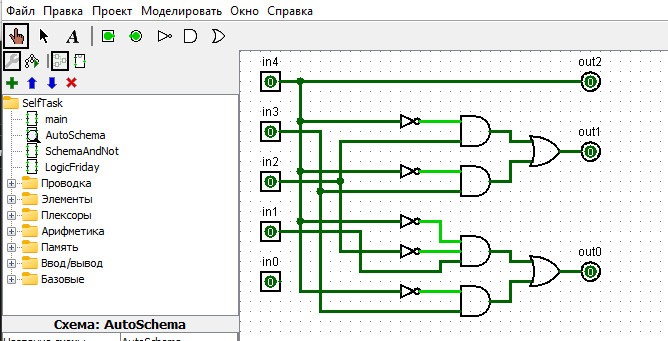 Файл Правка Проект Моделировать Окно Справка
A
SelfTask
main
AutoSchema
SchemaAndNot
LogicFriday
Проводка
Элементы
Плексоры
Арифметика
Память
Ввод/вывод
Базовые
Схема: AutoSchema
in4
0
out2
0
in3
0
out1
0
in2
0
in1
0
in0
0
out0
0